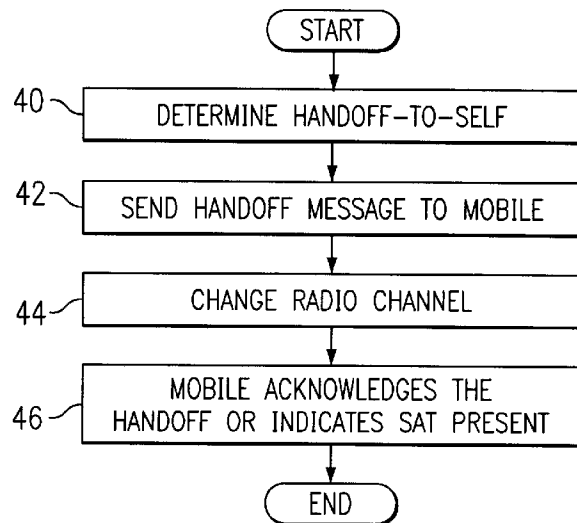 START
40
DETERMINE HANDOFF-TO-SELF
42
SEND HANDOFF MESSAGE TO MOBILE
44
CHANGE RADIO CHANNEL
46
MOBILE ACKNOWLEDGES THE
HANDOFF OR INDICATES SAT PRESENT
END